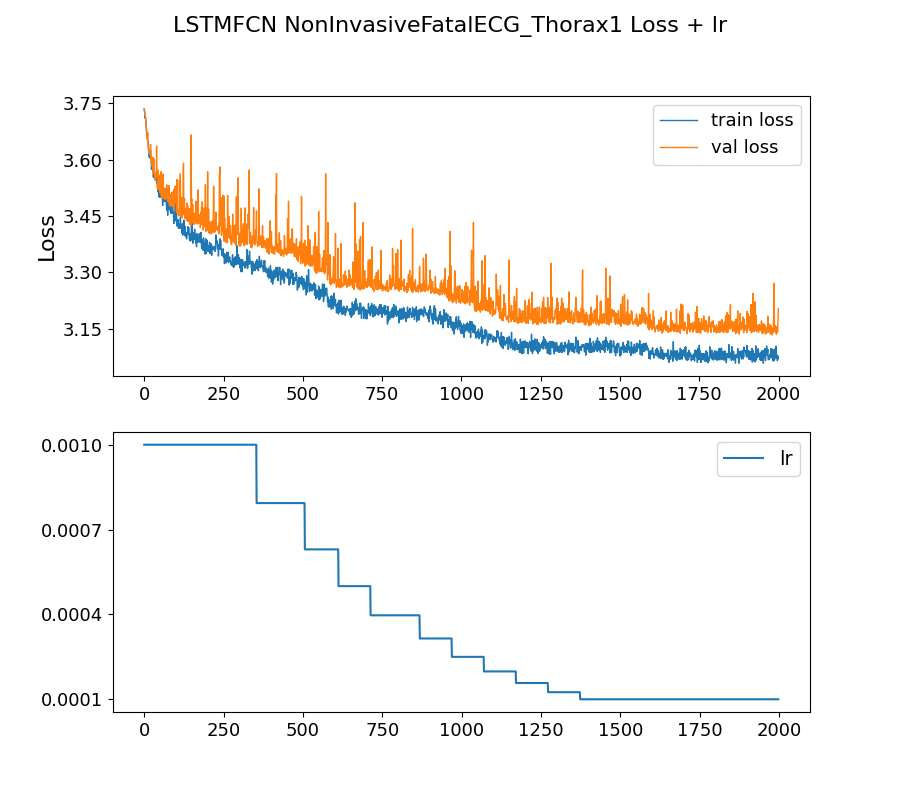 LSTMFCN NonInvasiveFatalECG_Thorax1 Loss + lr
3.75
3.60
3.45
3.30
3.15
Loss
train loss
val loss
0 250 500 750 1000 1250 1500 1750 2000
0.0010
0.0007
0.0004
0.0001
lr
0 250 500 750 1000 1250 1500 1750 2000